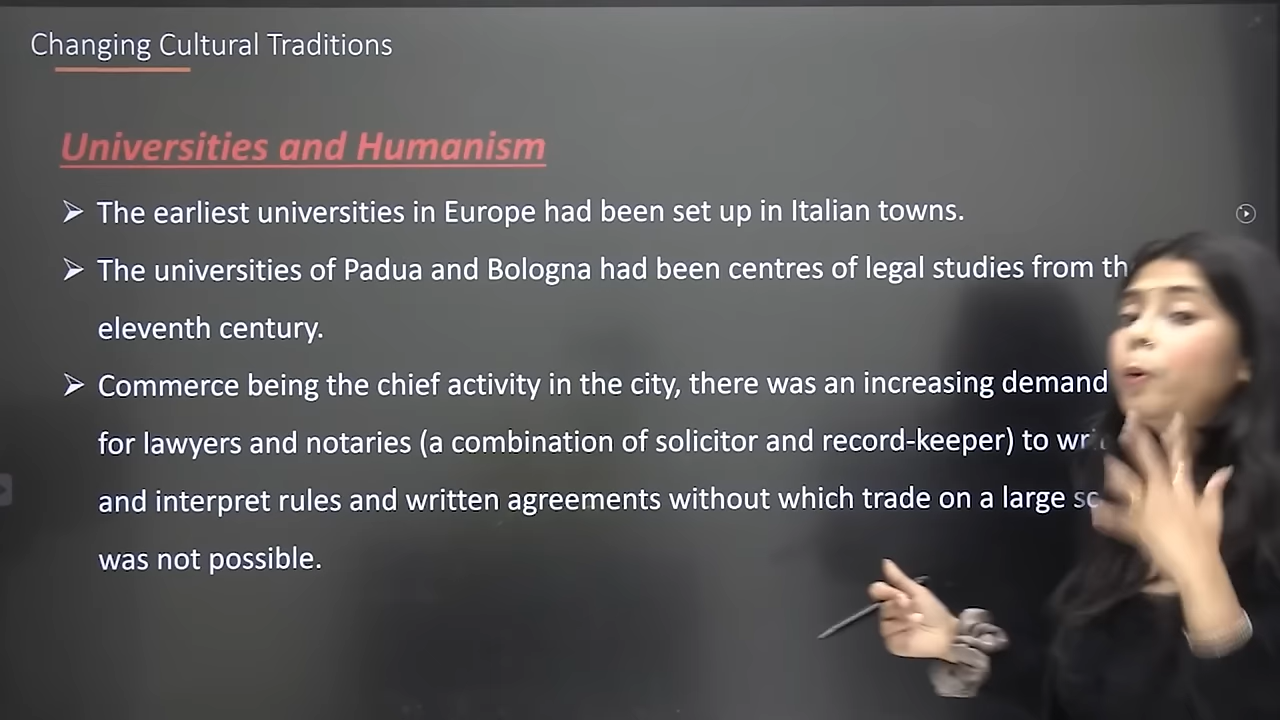 Changing Cultural Traditions
Universities and Humanism
➢ The earliest universities in Europe had been set up in Italian towns.
➢ The universities of Padua and Bologna had been centres of legal studies from
eleventh century.
➢ Commerce being the chief activity in the city, there was an increasing demand
for lawyers and notaries (a combination of solicitor and record-keeper) to
and interpret rules and written agreements without which trade on a large
was not possible.